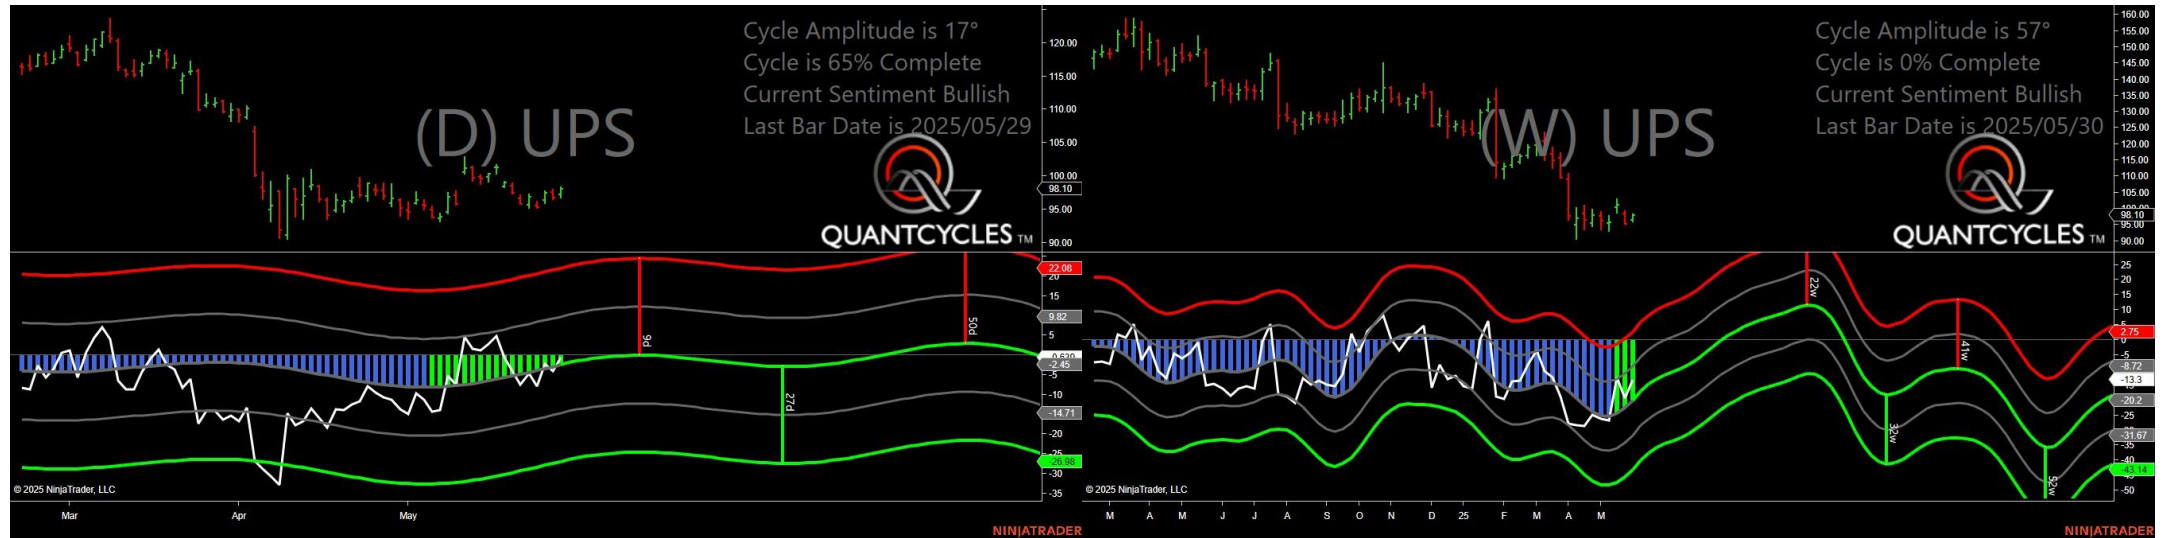 Cycle Amplitude is 17°
Cycle is 65% Complete
Current Sentiment Bullish
Last Bar Date is 2025/05/29
(D) UPS
QUANTCYCLES TM
120.00
115.00
110.00
105.00
100.00
98.10
95.00
90.00
22.08
20
15
9.82
5
-2.45
-5
-10
-14.71
-20
-26.98
-30
-35
9d
27d
50d
© 2025 NinjaTrader, LLC
Mar
Apr
May
NINJATRADER
Cycle Amplitude is 57°
Cycle is 0% Complete
Current Sentiment Bullish
Last Bar Date is 2025/05/30
(W) UPS
QUANTCYCLES TM
160.00
155.00
150.00
145.00
140.00
135.00
130.00
125.00
120.00
115.00
110.00
105.00
98.10
95.00
90.00
25
20
15
10
5
2.75
0
-5
-8.72
-13.3
-20.2
-25
-31.67
-35
-40
-43.14
-50
22w
32w
41w
52w
© 2025 NinjaTrader, LLC
M
A
M
J
J
A
S
O
N
D
25
F
M
A
M
NINJATRADER